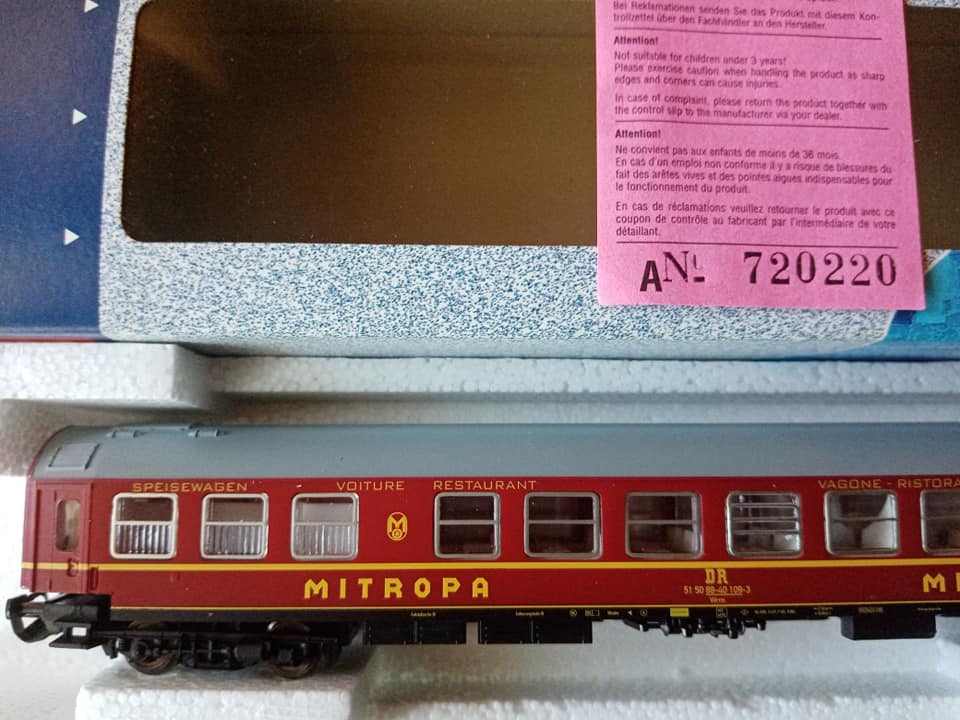 Bei Reklamationen senden Sie das Produkt mit diesem Kon-
trollzettel über den Fachhändler an den Hersteller.
Attention!
Not suitable for children under 3 years!
Please exercise caution when handling the product as sharp
edges and corners can cause injuries.
In case of complaint, please return the product together with
the control slip to the manufacturer via your dealer.
Attention!
Ne convient pas aux enfants de moins de 36 mois.
En cas d'un emploi non conforme il y a risque de blessures du
fait des arêtes vives et des pointes aigues indispensables pour
le fonctionnement du produit.
En cas de réclamations veuillez retourner le produit avec ce
coupon de contrôle au fabricant par l'intermédiaire de votre
détaillant.
A № 720220
SPEISEWAGEN VOITURE RESTAURANT VAGONE - RISTORA
M
MITROPA DR M
51 50 88-40 109-3